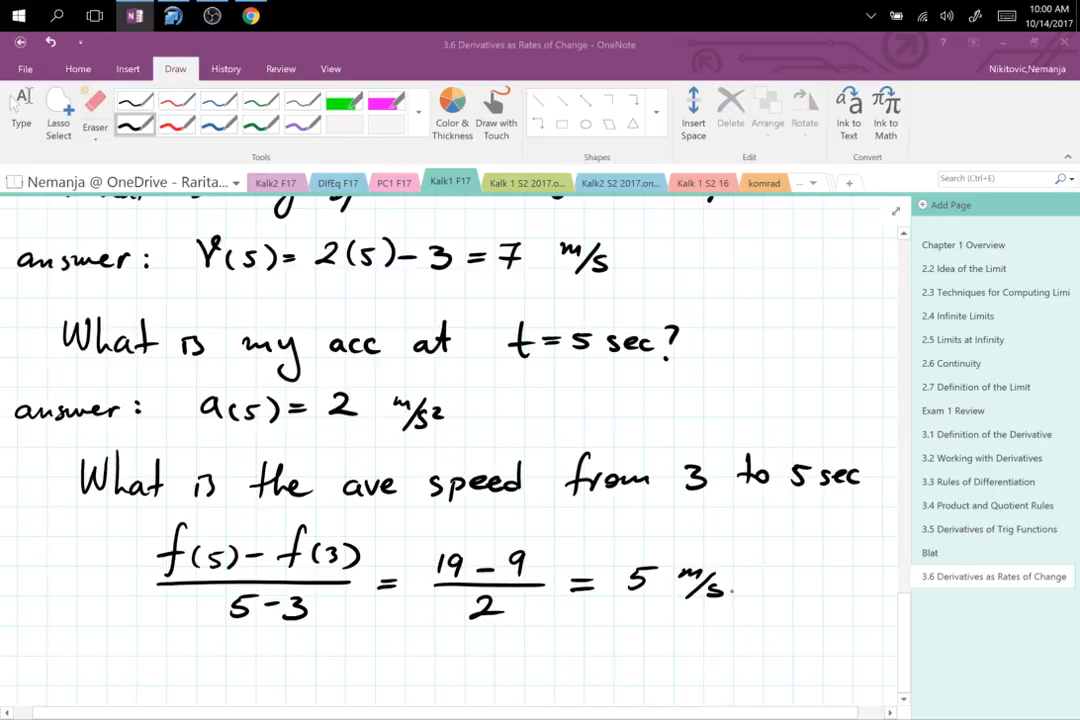 10:00 AM
10/14/2017
3.6 Derivatives as Rates of Change - OneNote
File Home Insert Draw History Review View
Nikitovic,Nemanja
Type
Lasso Select
Eraser
Color & Thickness
Draw with Touch
Insert Space
Delete
Arrange
Rotate
Ink to Text
Ink to Math
Tools Shapes Edit Convert
Nemanja @ OneDrive - Rarita...
Kalk2 F17 DIfEq F17 PC1 F17 Kalk1 F17 Kalk 1 S2 2017.o... Kalk2 S2 2017.on... Kalk 1 S2 16 komrad ...
Search (Ctrl+E)
Add Page
answer: V(5) = 2(5) - 3 = 7 m/s
What is my acc at t = 5 sec?
answer: a(5) = 2 m/s2
What is the ave speed from 3 to 5 sec
f(5) - f(3) / 5 - 3 = 19 - 9 / 2 = 5 m/s.
Chapter 1 Overview
2.2 Idea of the Limit
2.3 Techniques for Computing Limi
2.4 Infinite Limits
2.5 Limits at Infinity
2.6 Continuity
2.7 Definition of the Limit
Exam 1 Review
3.1 Definition of the Derivative
3.2 Working with Derivatives
3.3 Rules of Differentiation
3.4 Product and Quotient Rules
3.5 Derivatives of Trig Functions
Blat
3.6 Derivatives as Rates of Change